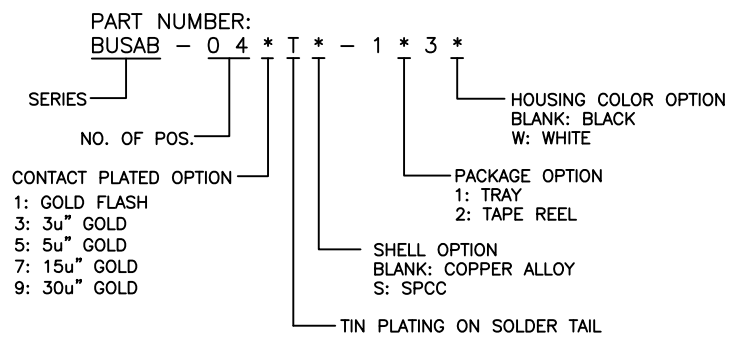 PART NUMBER:
BUSAB - 04*T*-1*3*
SERIES
NO. OF POS.
CONTACT PLATED OPTION
1: GOLD FLASH
3: 3u" GOLD
5: 5u" GOLD
7: 15u" GOLD
9: 30u" GOLD
HOUSING COLOR OPTION
BLANK: BLACK
W: WHITE
PACKAGE OPTION
1: TRAY
2: TAPE REEL
SHELL OPTION
BLANK: COPPER ALLOY
S: SPCC
TIN PLATING ON SOLDER TAIL